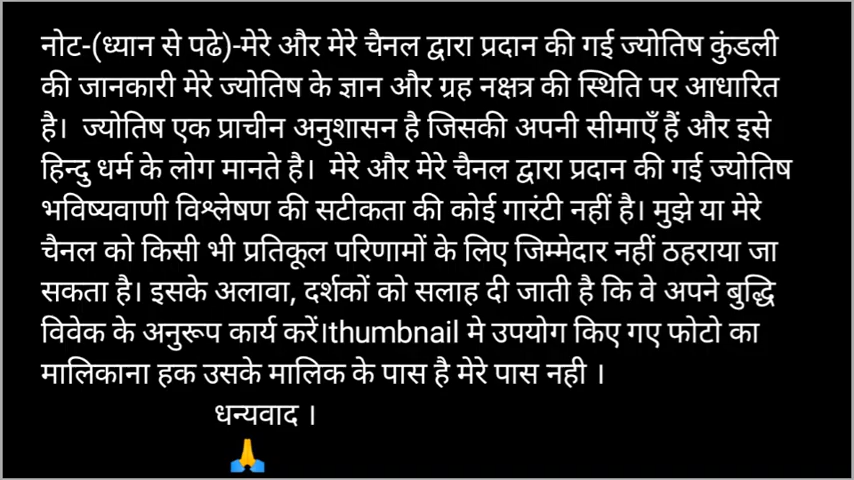 नोट-(ध्यान से पढे)-मेरे और मेरे चैनल द्वारा प्रदान की गई ज्योतिष कुंडली
की जानकारी मेरे ज्योतिष के ज्ञान और ग्रह नक्षत्र की स्थिति पर आधारित
है। ज्योतिष एक प्राचीन अनुशासन है जिसकी अपनी सीमाएँ हैं और इसे
हिन्दु धर्म के लोग मानते है। मेरे और मेरे चैनल द्वारा प्रदान की गई ज्योतिष
भविष्यवाणी विश्लेषण की सटीकता की कोई गारंटी नहीं है। मुझे या मेरे
चैनल को किसी भी प्रतिकूल परिणामों के लिए जिम्मेदार नहीं ठहराया जा
सकता है। इसके अलावा, दर्शकों को सलाह दी जाती है कि वे अपने बुद्धि
विवेक के अनुरूप कार्य करें।thumbnail मे उपयोग किए गए फोटो का
मालिकाना हक उसके मालिक के पास है मेरे पास नही ।
धन्यवाद ।
🙏